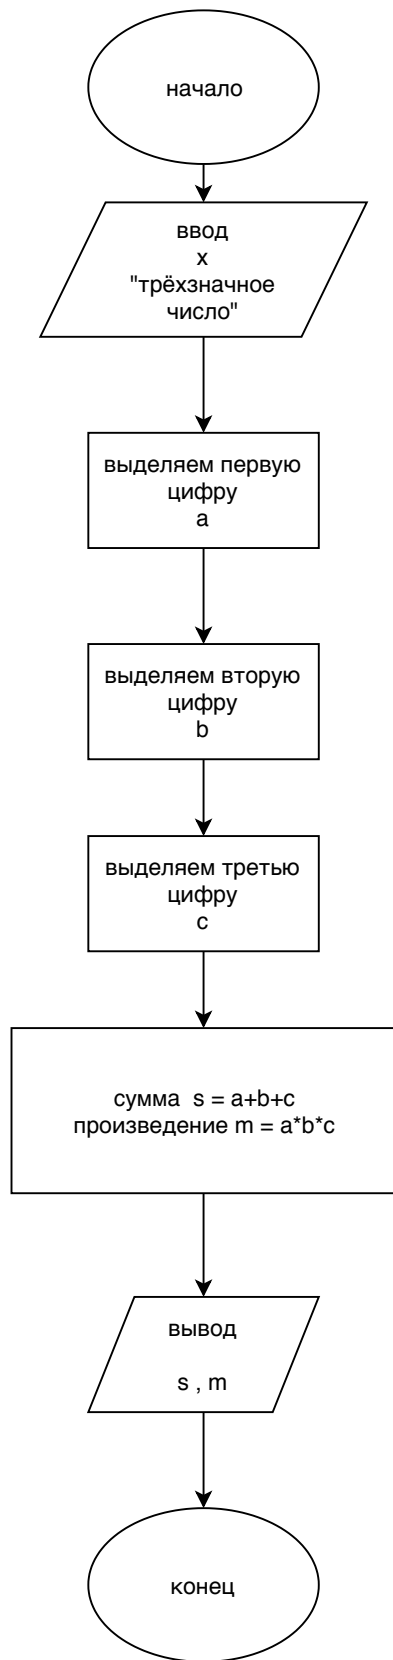 начало
ввод
x
"трёхзначное
число"
выделяем первую
цифру
a
выделяем вторую
цифру
b
выделяем третью
цифру
c
сумма  s = a+b+c
произведение m = a*b*c
вывод
s , m
конец